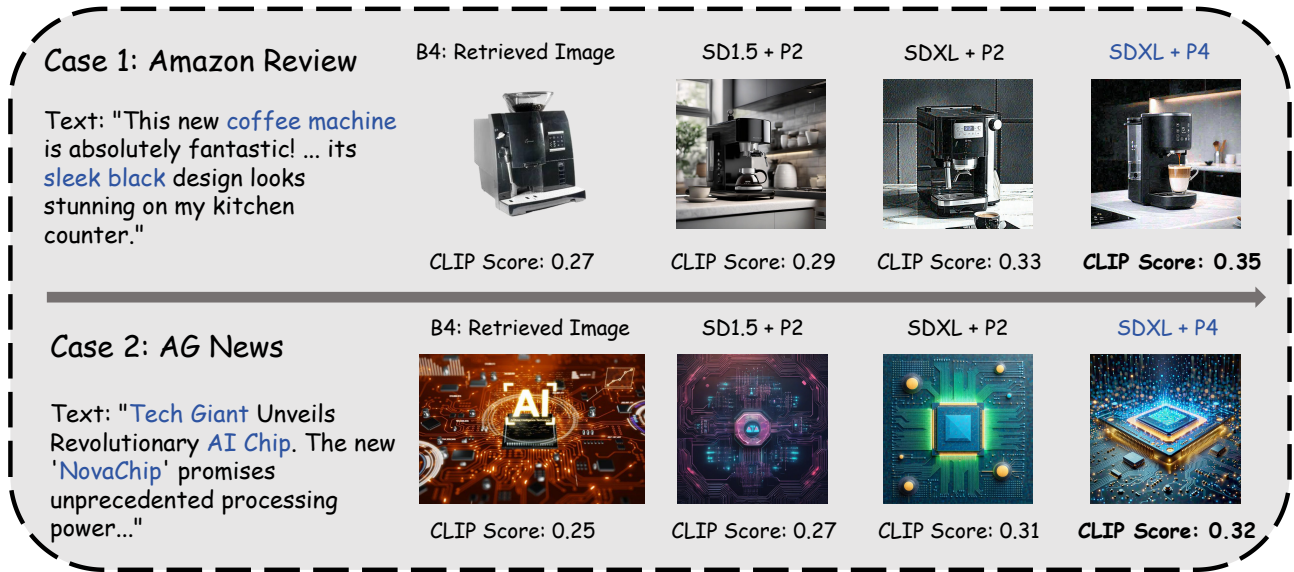 Case 1: Amazon Review
Text: "This new coffee machine
is absolutely fantastic! ... its
sleek black design looks
stunning on my kitchen
counter."
B4: Retrieved Image
SD1.5 + P2
SDXL + P2
SDXL + P4
CLIP Score: 0.27
CLIP Score: 0.29
CLIP Score: 0.33
CLIP Score: 0.35
Case 2: AG News
Text: "Tech Giant Unveils
Revolutionary AI Chip. The new
'NovaChip' promises
unprecedented processing
power..."
B4: Retrieved Image
SD1.5 + P2
SDXL + P2
SDXL + P4
AI
CLIP Score: 0.25
CLIP Score: 0.27
CLIP Score: 0.31
CLIP Score: 0.32